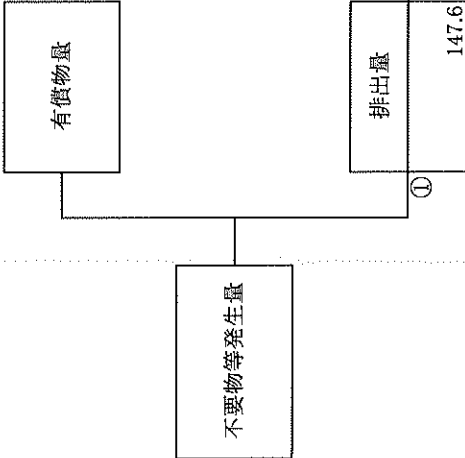 不要物等発生量
有償物量
排出量
①
147.6